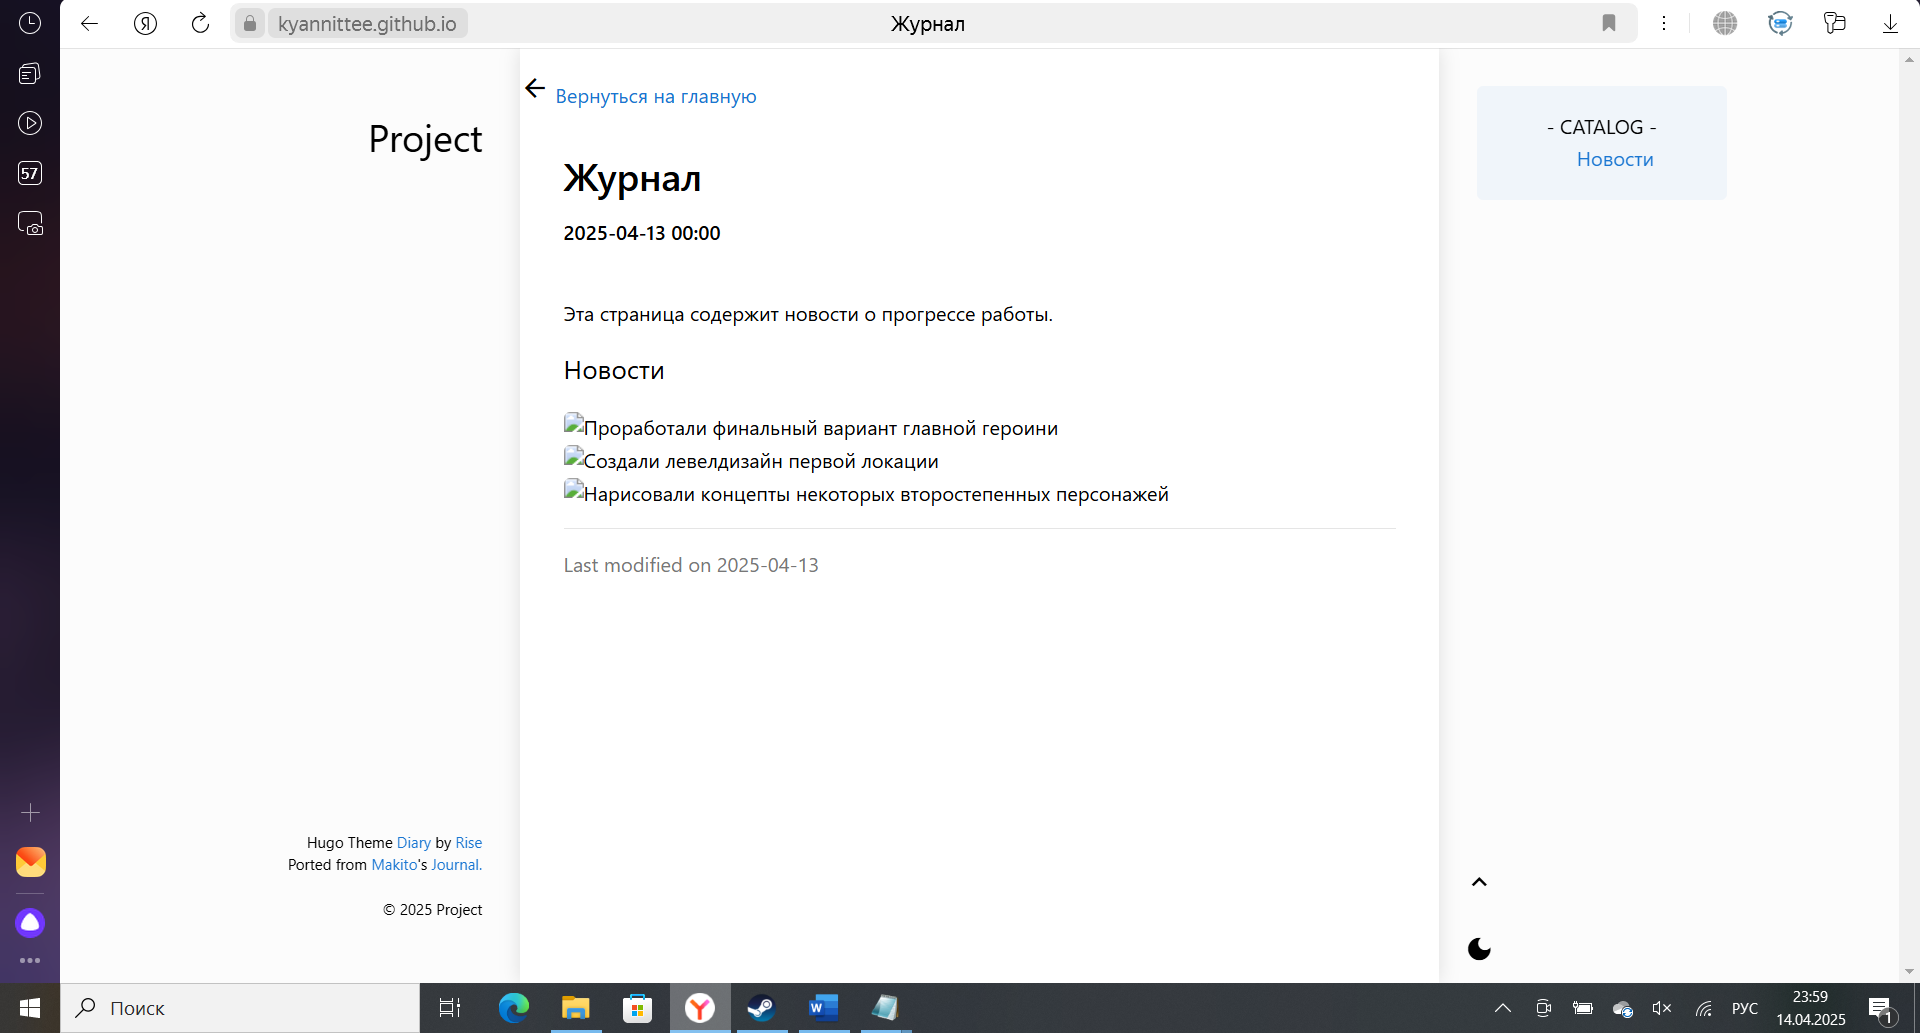 57
Я
kyannittee.github.io
Журнал
Project
Вернуться на главную
Журнал
2025-04-13 00:00
Эта страница содержит новости о прогрессе работы.
Новости
Проработали финальный вариант главной героини
Создали левелдизайн первой локации
Нарисовали концепты некоторых второстепенных персонажей
Last modified on 2025-04-13
- CATALOG -
Новости
Hugo Theme Diary by Rise
Ported from Makito's Journal.
© 2025 Project
Поиск
РУС
23:59
14.04.2025
1